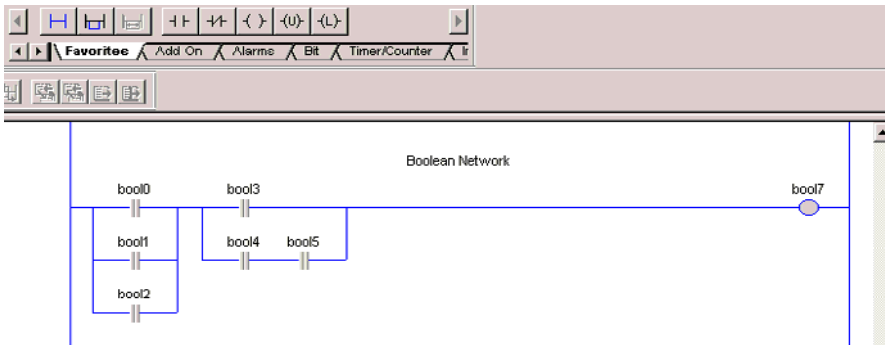 (U) (L)
Favorites Add On Alarms Bit Timer/Counter
Boolean Network
bool0 bool3 bool7
bool1 bool4 bool5
bool2